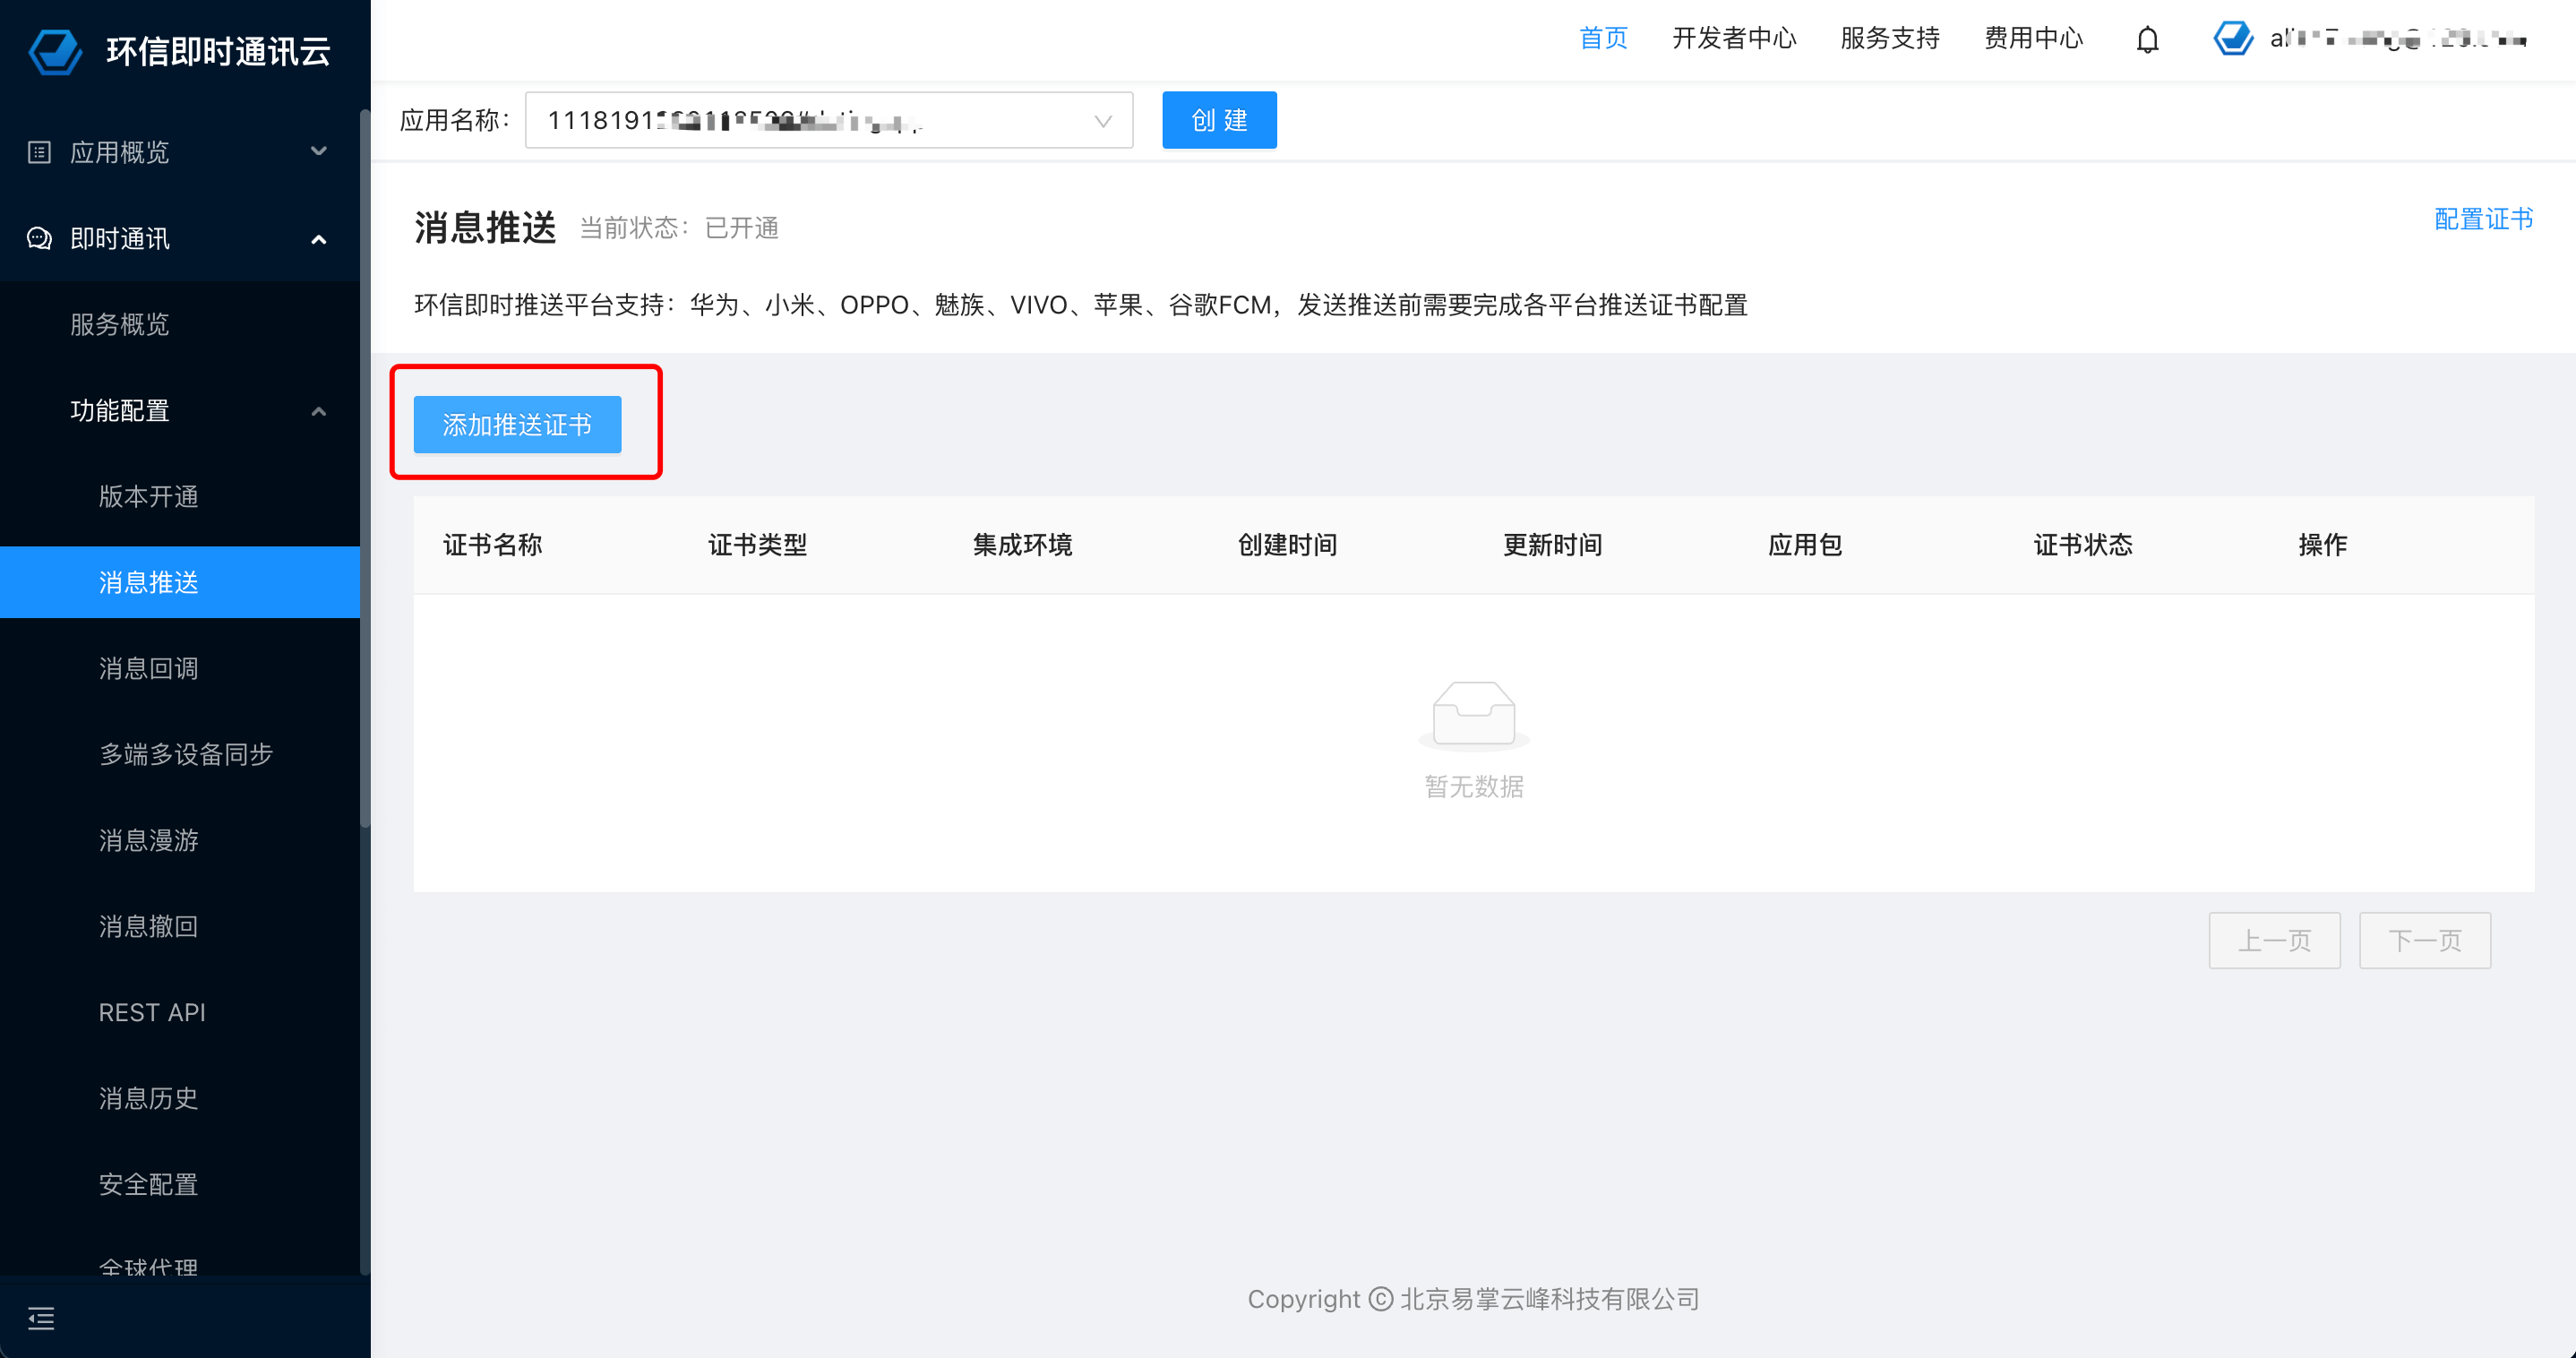 环信即时通讯云
首页 开发者中心 服务支持 费用中心
应用名称: 创 建
应用概览
即时通讯
服务概览
功能配置
版本开通
消息推送
消息回调
多端多设备同步
消息漫游
消息撤回
REST API
消息历史
安全配置
全球代理
消息推送 当前状态: 已开通 配置证书
环信即时推送平台支持: 华为、小米、OPPO、魅族、VIVO、苹果、谷歌FCM，发送推送前需要完成各平台推送证书配置
添加推送证书
证书名称 证书类型 集成环境 创建时间 更新时间 应用包 证书状态 操作
暂无数据
上一页 下一页
Copyright © 北京易掌云峰科技有限公司